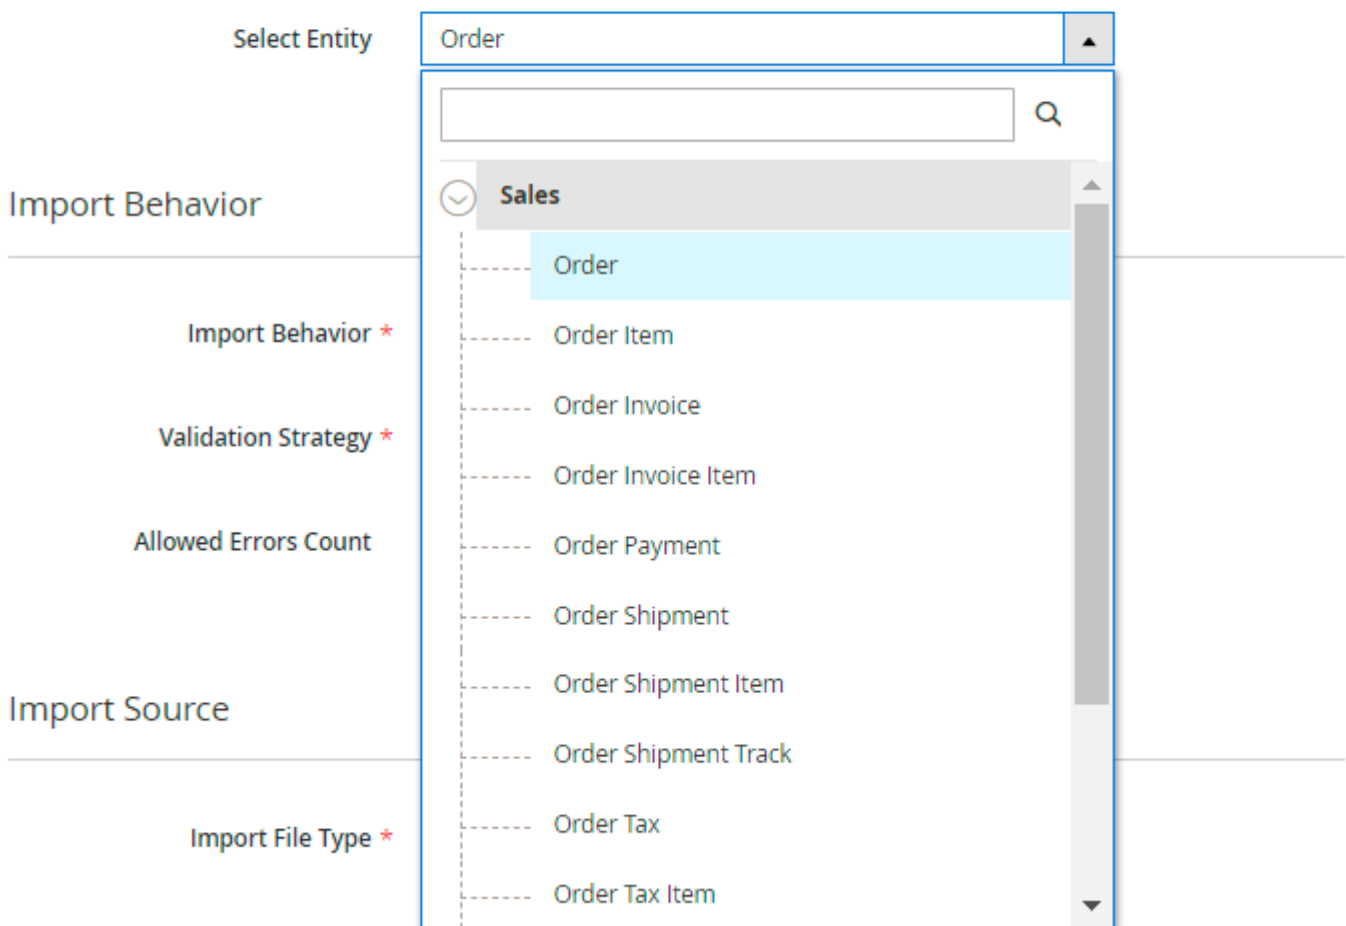 Select Entity
Order
Sales
Import Behavior
Order
Import Behavior *
Order Item
Order Invoice
Validation Strategy *
Order Invoice Item
Allowed Errors Count
Order Payment
Order Shipment
Order Shipment Item
Import Source
Order Shipment Track
Order Tax
Import File Type *
Order Tax Item